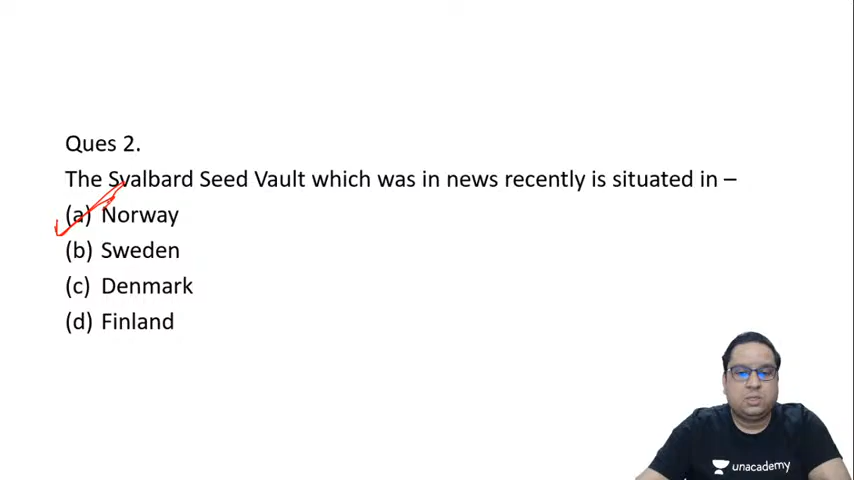 Ques 2.
The Svalbard Seed Vault which was in news recently is situated in –
(a) Norway
(b) Sweden
(c) Denmark
(d) Finland
unacademy